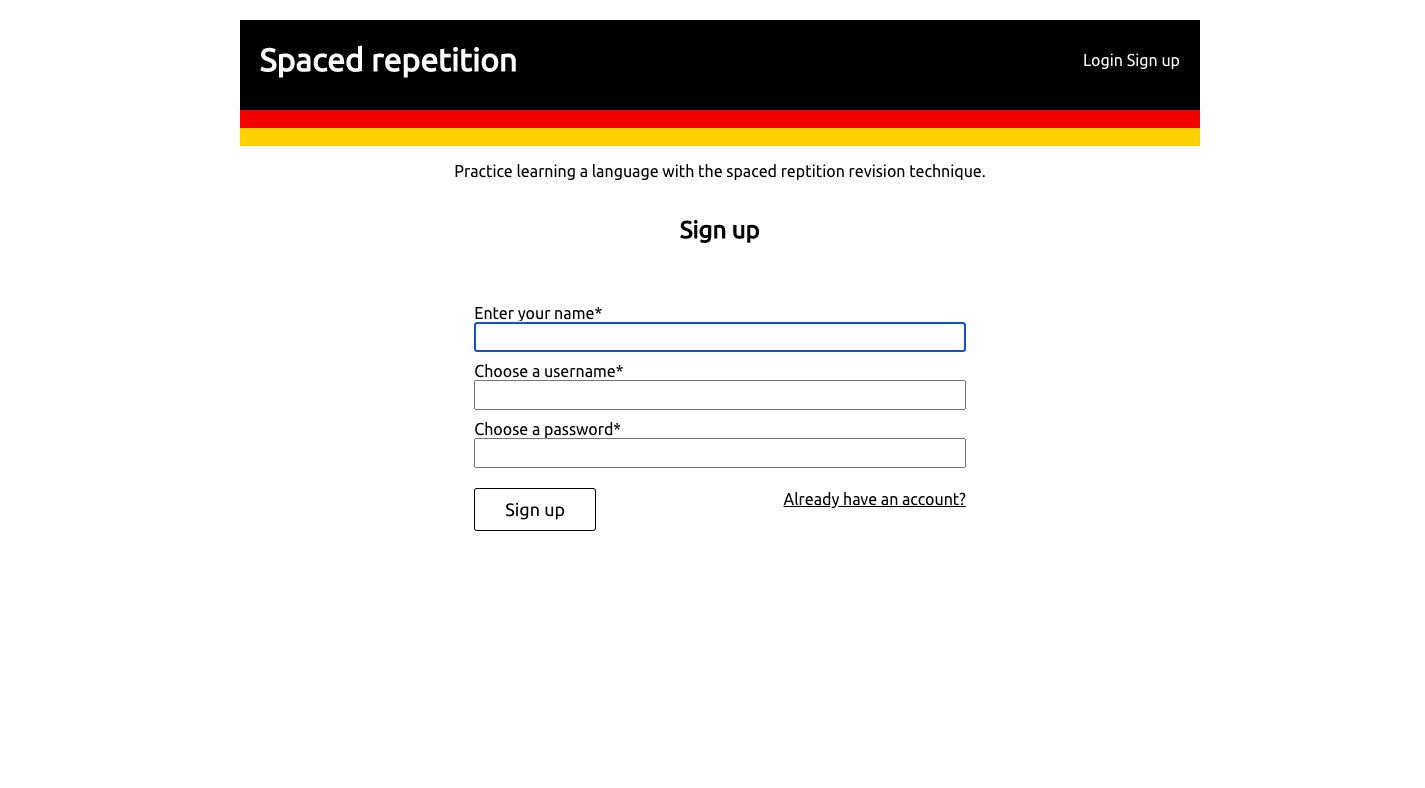 Spaced repetition
Login Sign up
Practice learning a language with the spaced reptition revision technique.
Sign up
Enter your name*
Choose a username*
Choose a password*
Sign up
Already have an account?